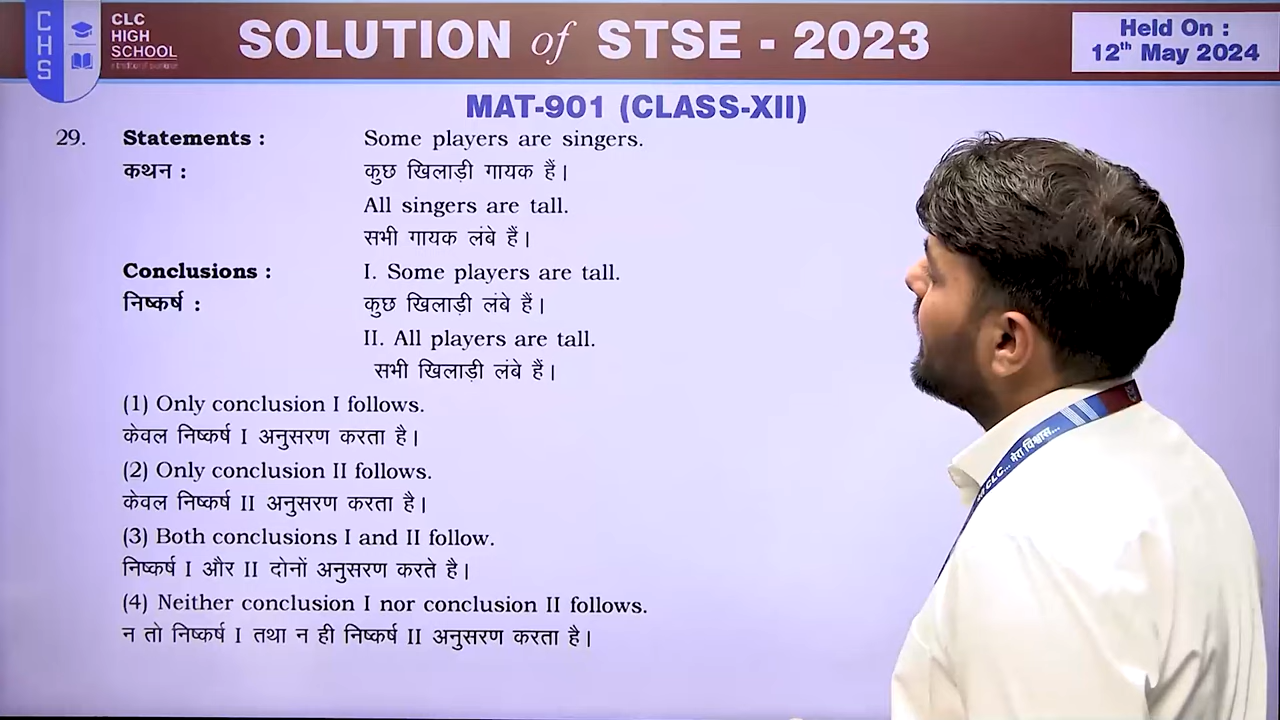 CHS
CLC
HIGH
SCHOOL
SOLUTION of STSE - 2023
Held On :
12th May 2024
MAT-901 (CLASS-XII)
29. Statements : Some players are singers.
कथन : कुछ खिलाड़ी गायक हैं।
All singers are tall.
सभी गायक लंबे हैं।
Conclusions : I. Some players are tall.
निष्कर्ष : कुछ खिलाड़ी लंबे हैं।
II. All players are tall.
सभी खिलाड़ी लंबे हैं।
(1) Only conclusion I follows.
केवल निष्कर्ष I अनुसरण करता है।
(2) Only conclusion II follows.
केवल निष्कर्ष II अनुसरण करता है।
(3) Both conclusions I and II follow.
निष्कर्ष I और II दोनों अनुसरण करते है।
(4) Neither conclusion I nor conclusion II follows.
न तो निष्कर्ष I तथा न ही निष्कर्ष II अनुसरण करता है।
CLC... मेरा विश्वास...